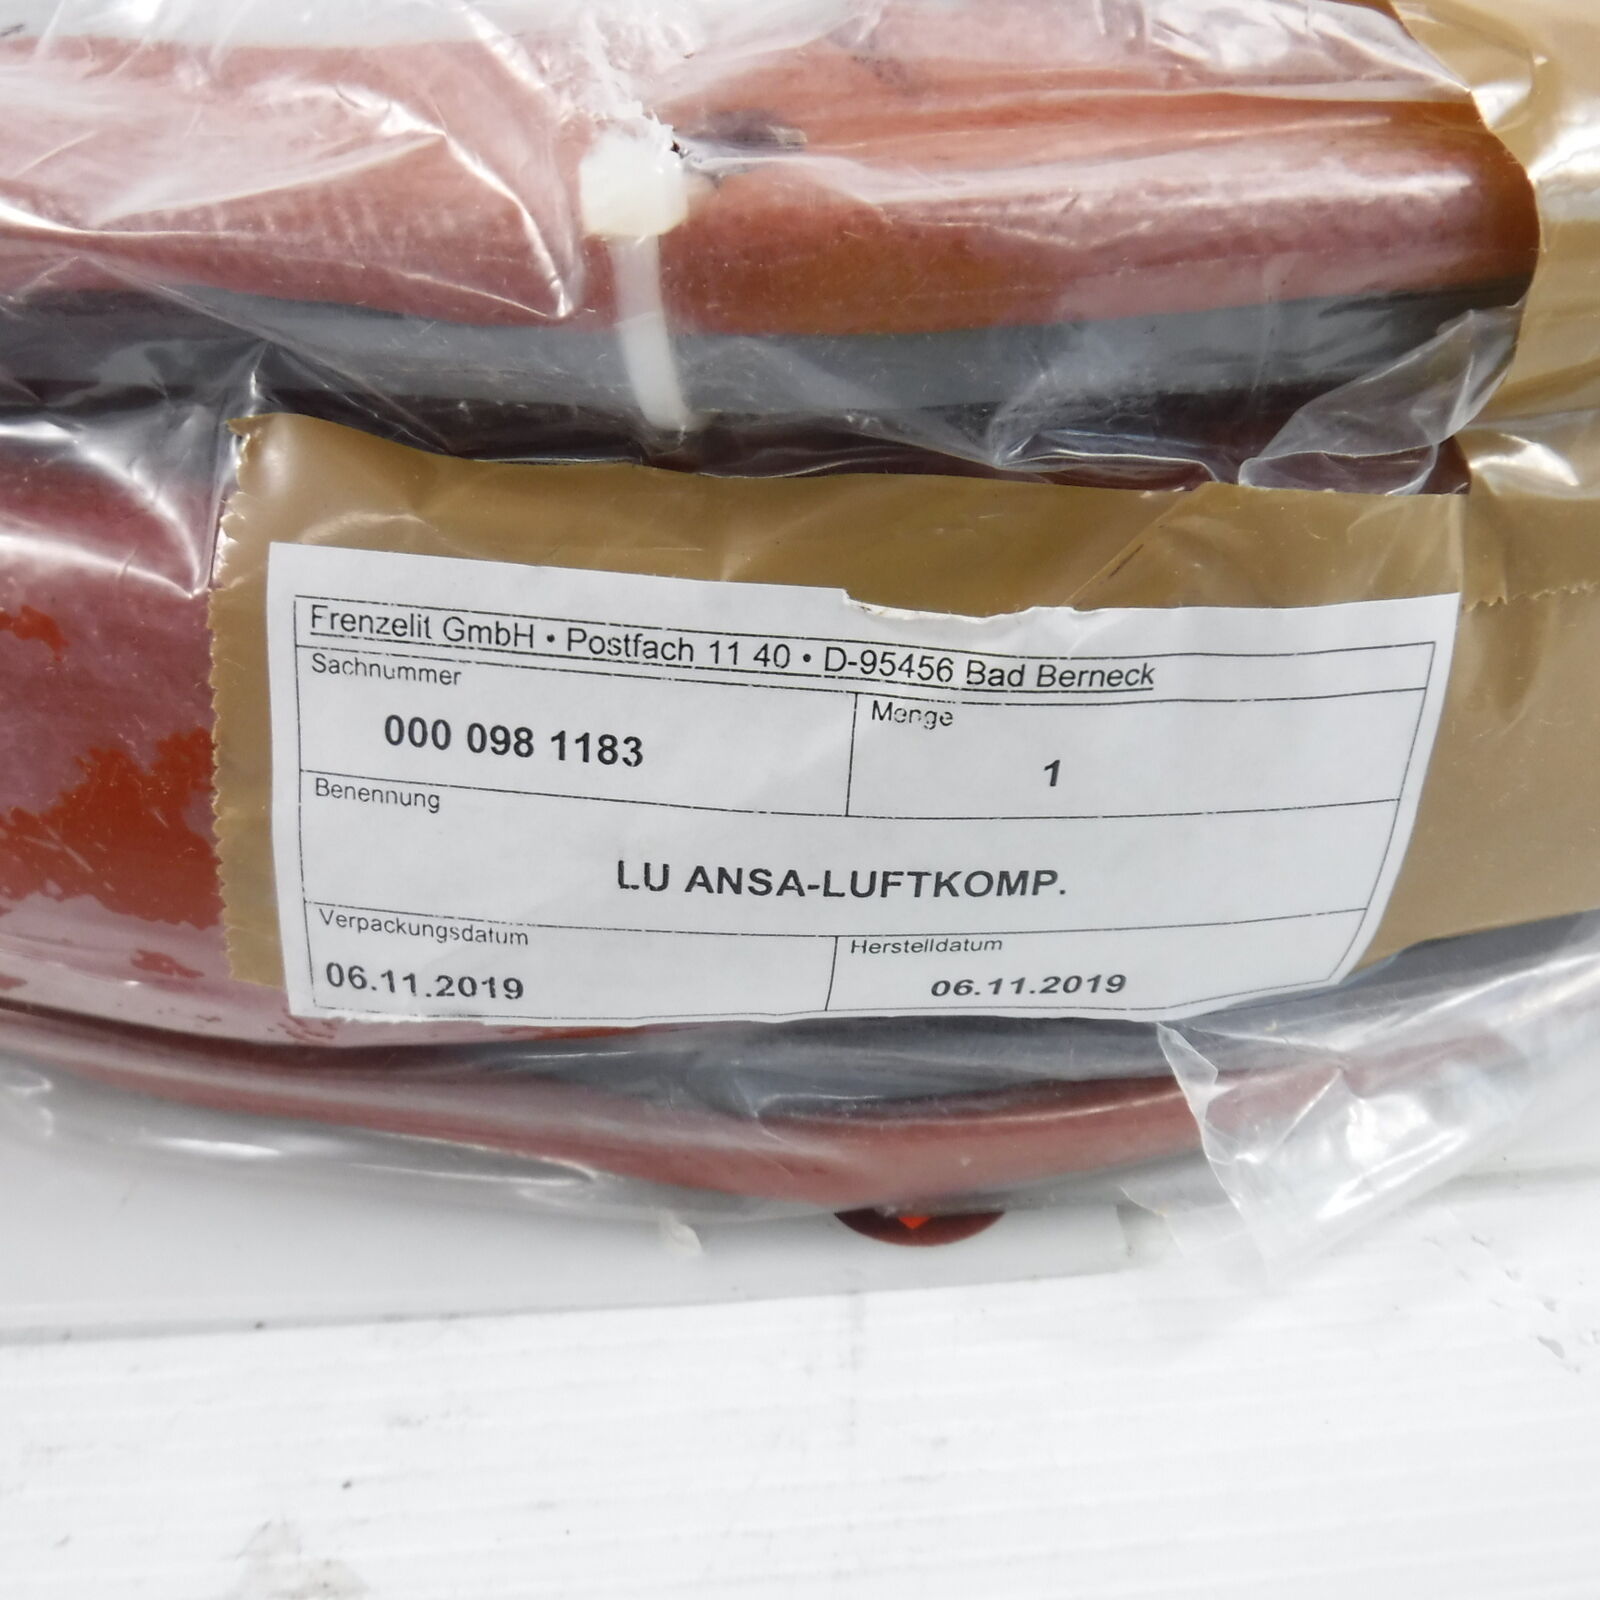 Frenzelit GmbH • Postfach 11 40 • D-95456 Bad Berneck
Sachnummer
000 098 1183
Menge
1
Benennung
LU ANSA-LUFTKOMP.
Verpackungsdatum
06.11.2019
Herstelldatum
06.11.2019